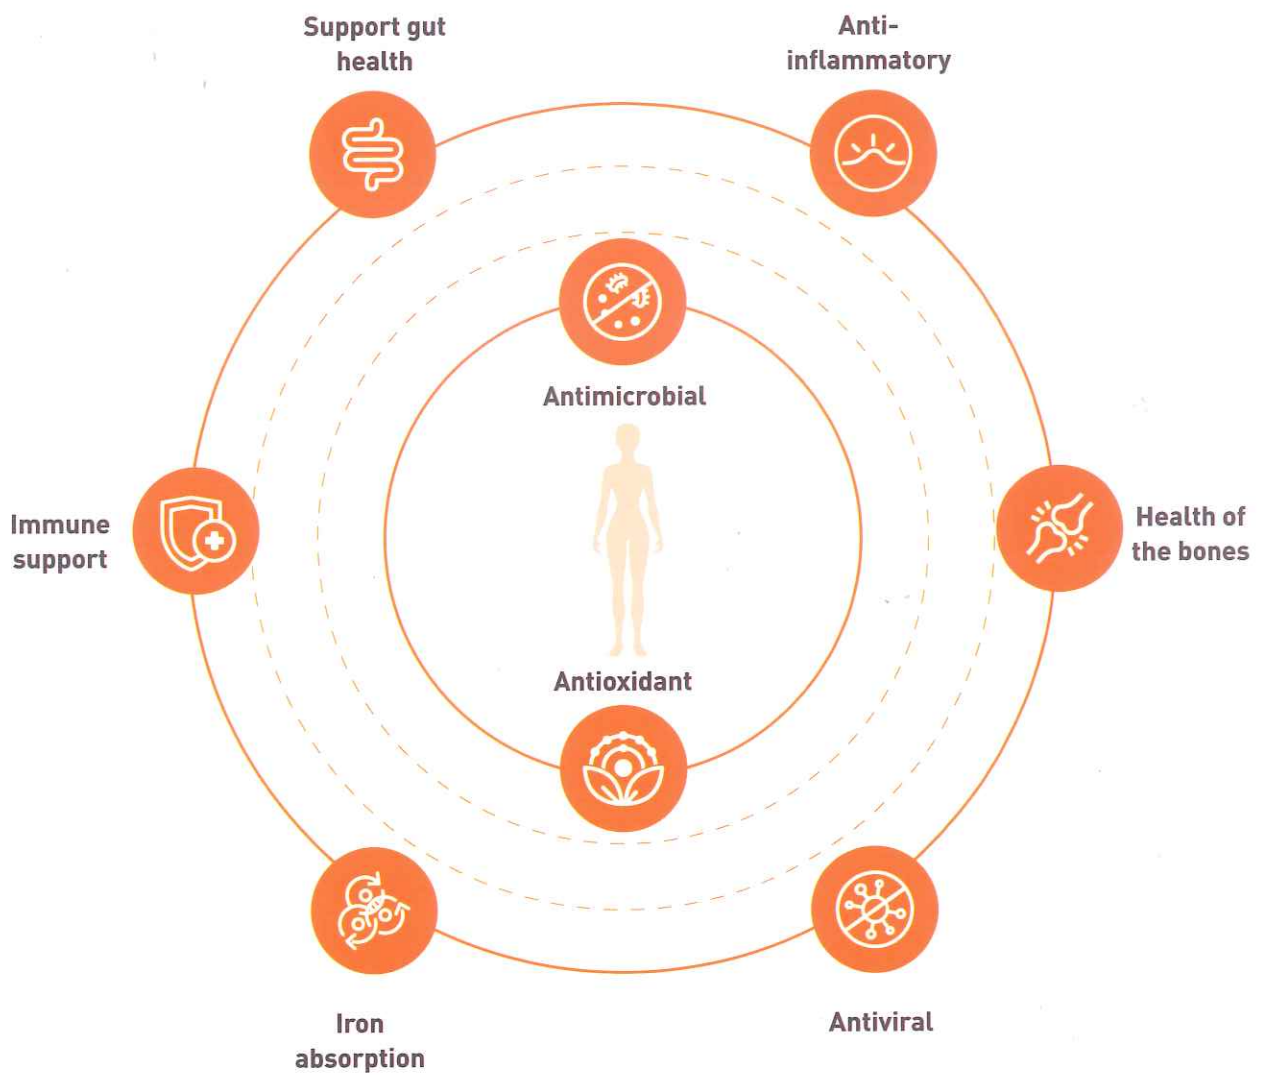 Support gut
health
Anti-
inflammatory
Antimicrobial
Immune
support
Health of
the bones
Antioxidant
Iron
absorption
Antiviral